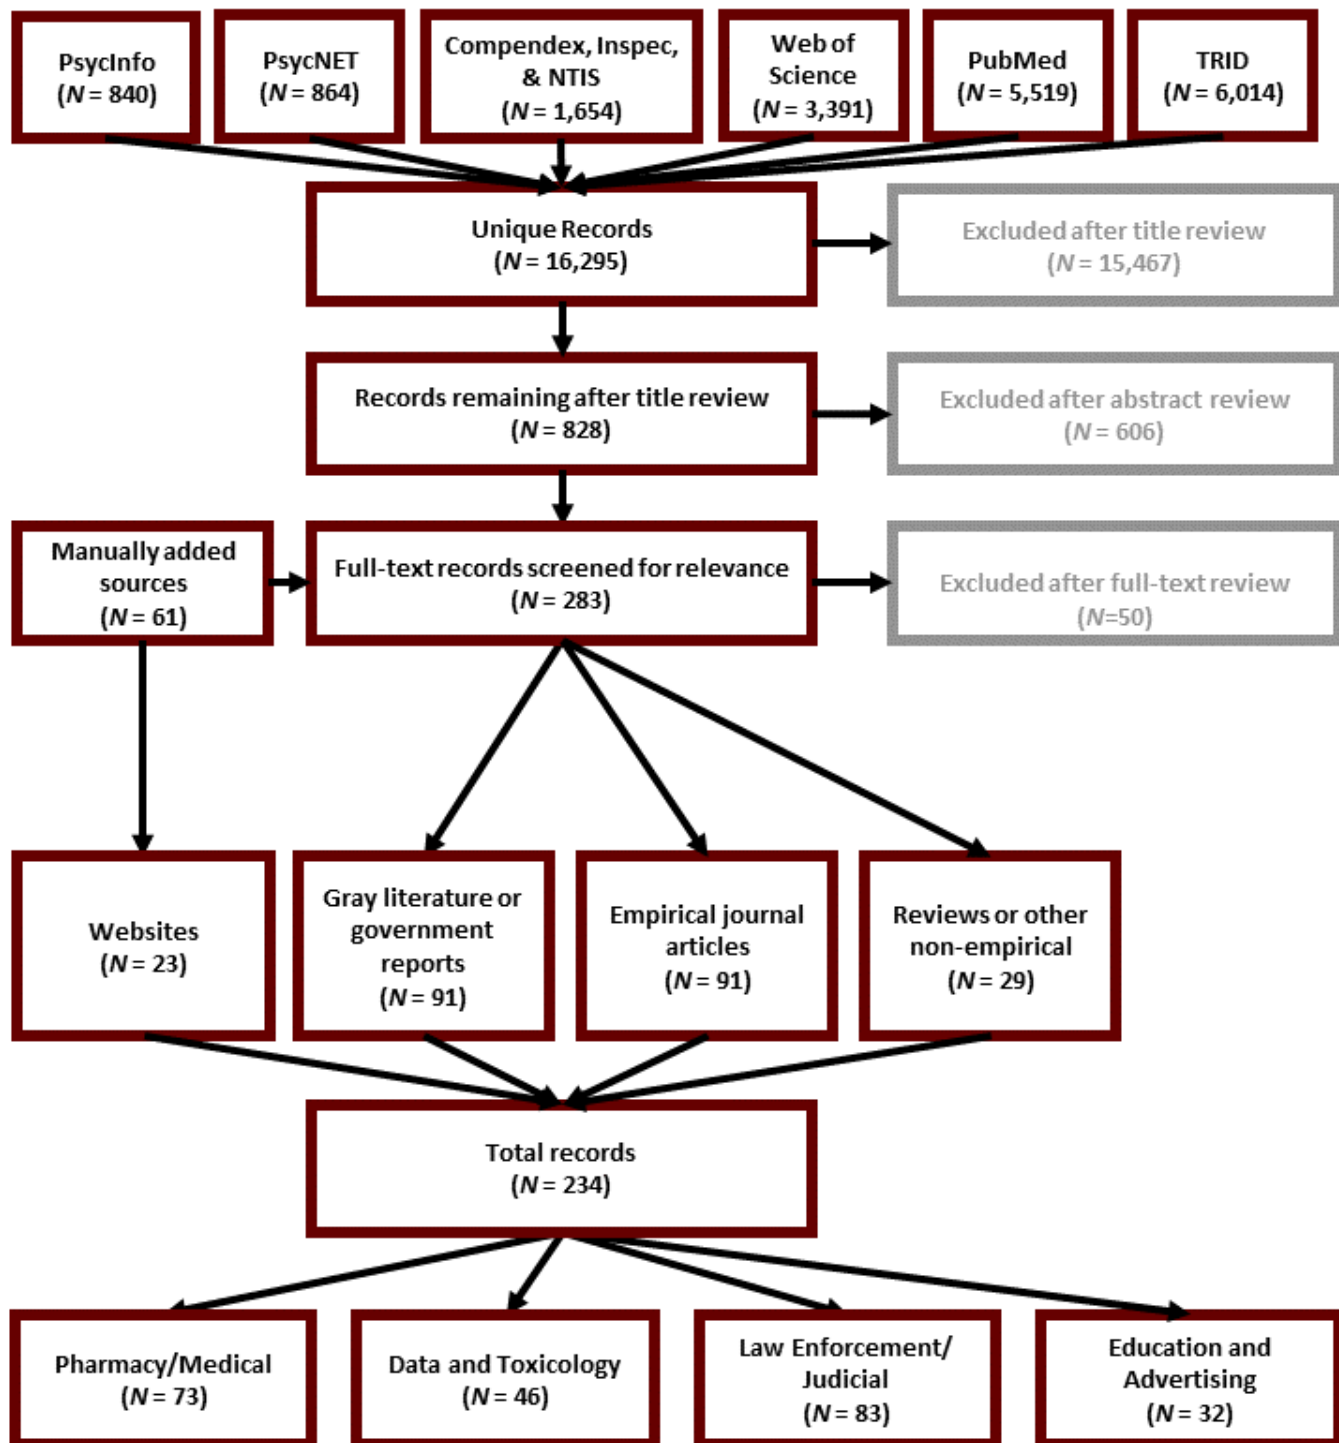 PsycInfo
(N = 840)
PsycNET
(N = 864)
Compendex, Inspec,
& NTIS
(N = 1,654)
Web of
Science
(N = 3,391)
PubMed
(N = 5,519)
TRID
(N = 6,014)
Unique Records
(N = 16,295)
Excluded after title review
(N = 15,467)
Records remaining after title review
(N = 828)
Excluded after abstract review
(N = 606)
Manually added
sources
(N = 61)
Full-text records screened for relevance
(N = 283)
Excluded after full-text review
(N=50)
Websites
(N = 23)
Gray literature or
government
reports
(N = 91)
Empirical journal
articles
(N = 91)
Reviews or other
non-empirical
(N = 29)
Total records
(N = 234)
Pharmacy/Medical
(N = 73)
Data and Toxicology
(N = 46)
Law Enforcement/
Judicial
(N = 83)
Education and
Advertising
(N = 32)